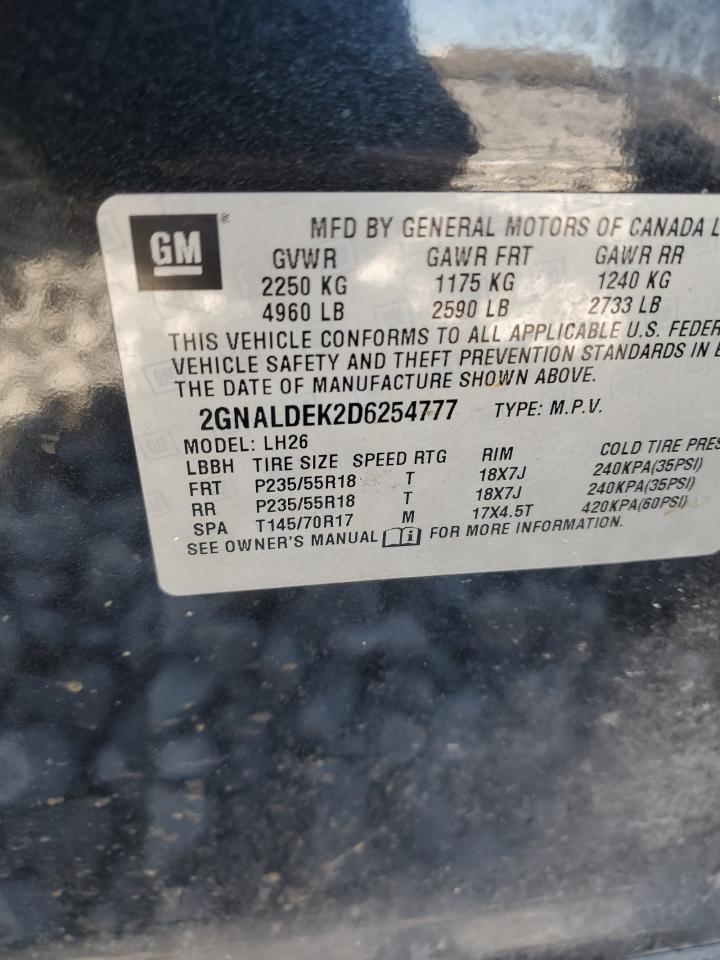 GM ®
MFD BY GENERAL MOTORS OF CANADA L
GVWR GAWR FRT GAWR RR
2250 KG 1175 KG 1240 KG
4960 LB 2590 LB 2733 LB
THIS VEHICLE CONFORMS TO ALL APPLICABLE U.S. FEDER
VEHICLE SAFETY AND THEFT PREVENTION STANDARDS IN E
THE DATE OF MANUFACTURE SHOWN ABOVE.
2GNALDEK2D6254777 TYPE: M.P.V.
MODEL: LH26
LBBH TIRE SIZE SPEED RTG RIM COLD TIRE PRES
FRT P235/55R18 T 18X7J 240KPA(35PSI)
RR P235/55R18 T 18X7J 240KPA(35PSI)
SPA T145/70R17 M 17X4.5T 420KPA(60PSI)
SEE OWNER'S MANUAL FOR MORE INFORMATION.